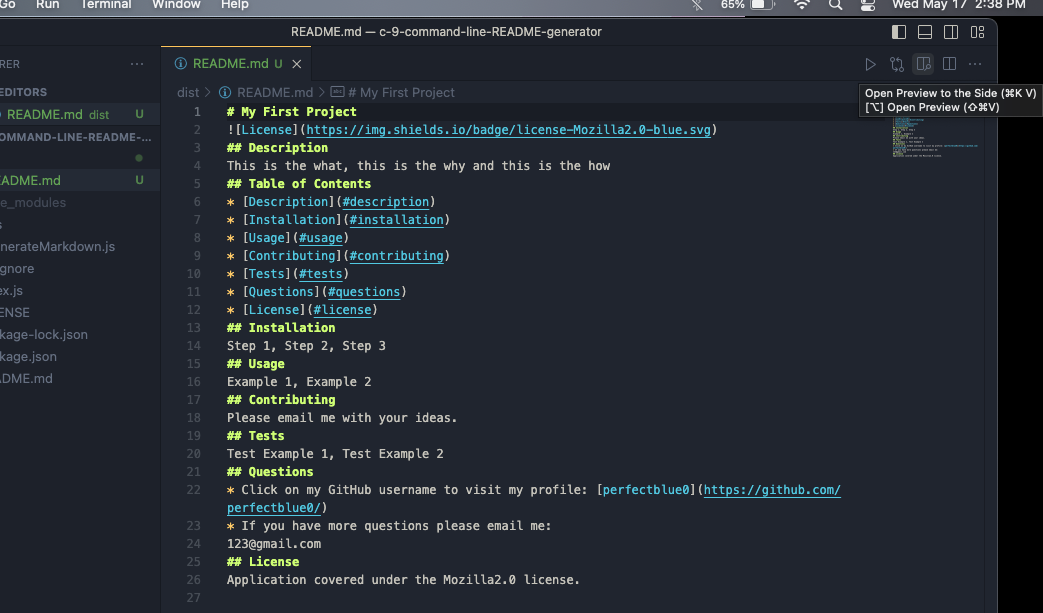 Go Run Terminal Window Help 65% Wed May 17 2:38 PM
README.md — c-9-command-line-README-generator
RER ...
README.md U
EDITORS
README.md dist U
OMMAND-LINE-README-...
EADME.md U
e_modules
s
nerateMarkdown.js
gnore
ex.js
ENSE
kage-lock.json
kage.json
DME.md
Open Preview to the Side (⌘K V)
[⌥] Open Preview (⇧⌘V)
dist > README.md > abc # My First Project
1 # My First Project
2 ![License](https://img.shields.io/badge/license-Mozilla2.0-blue.svg)
3 ## Description
4 This is the what, this is the why and this is the how
5 ## Table of Contents
6 * [Description](#description)
7 * [Installation](#installation)
8 * [Usage](#usage)
9 * [Contributing](#contributing)
10 * [Tests](#tests)
11 * [Questions](#questions)
12 * [License](#license)
13 ## Installation
14 Step 1, Step 2, Step 3
15 ## Usage
16 Example 1, Example 2
17 ## Contributing
18 Please email me with your ideas.
19 ## Tests
20 Test Example 1, Test Example 2
21 ## Questions
22 * Click on my GitHub username to visit my profile: [perfectblue0](https://github.com/
perfectblue0/)
23 * If you have more questions please email me:
24 123@gmail.com
25 ## License
26 Application covered under the Mozilla2.0 license.
27